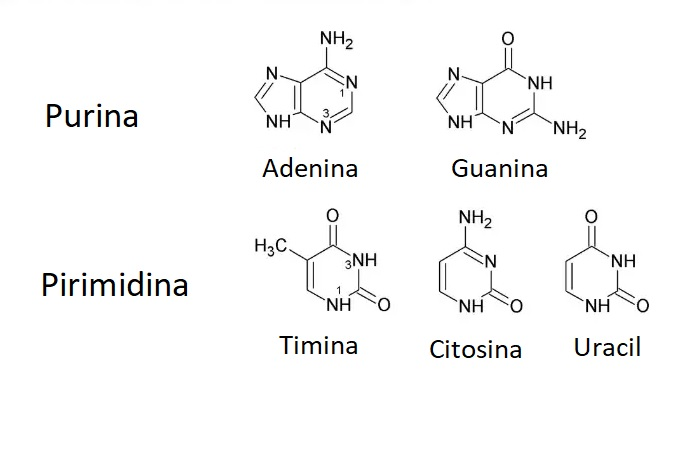 Purina
NH2
N
N
1
3
N
NH
Adenina
O
N
NH
NH
N
NH2
Guanina
Pirimidina
O
H3C
3NH
1
NH
O
Timina
NH2
N
NH
O
Citosina
O
NH
NH
O
Uracil